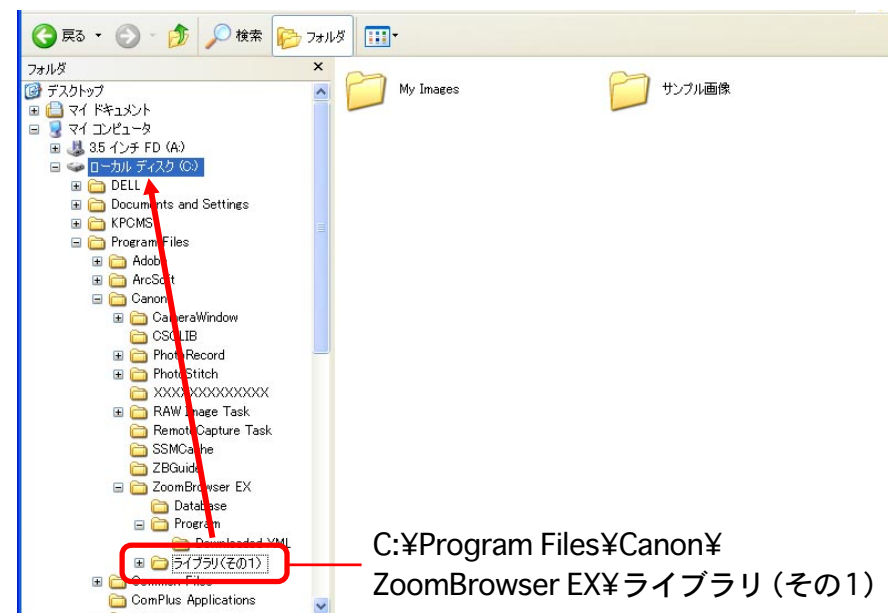 戻る
検索
フォルダ
フォルダ
デスクトップ
マイ ドキュメント
マイ コンピュータ
3.5 インチ FD (A:)
ローカル ディスク (C:)
DELL
Documents and Settings
KPCMS
Program Files
Adobe
ArcSoft
Canon
CameraWindow
CSCLIB
PhotoRecord
PhotoStitch
XXXXXXXXXXXXX
RAW Image Task
RemoteCapture Task
SSMCache
ZBGuide
ZoomBrowser EX
Database
Program
Downloaded XML
ライブラリ(その1)
Common Files
ComPlus Applications
My Images
サンプル画像
C:¥Program Files¥Canon¥
ZoomBrowser EX¥ライブラリ(その1)